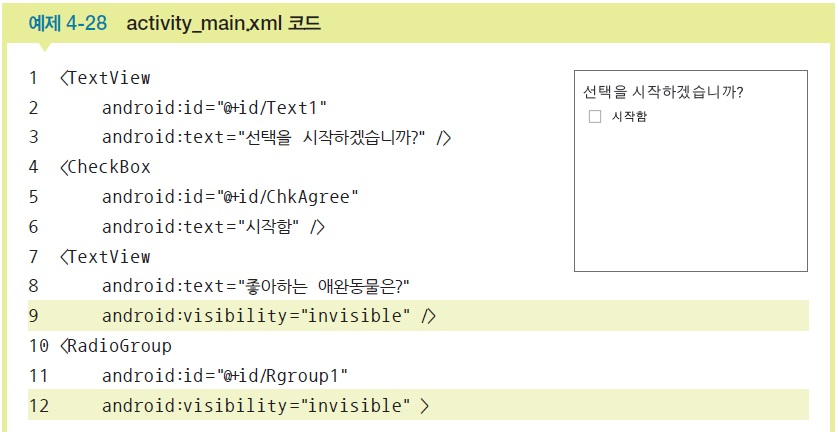 예제 4-28 activity_main.xml 코드
1 <TextView
2 android:id="@+id/Text1"
3 android:text="선택을 시작하겠습니까?" />
4 <CheckBox
5 android:id="@+id/ChkAgree"
6 android:text="시작함" />
7 <TextView
8 android:text="좋아하는 애완동물은?"
9 android:visibility="invisible" />
10 <RadioGroup
11 android:id="@+id/Rgroup1"
12 android:visibility="invisible" >
선택을 시작하겠습니까?
시작함